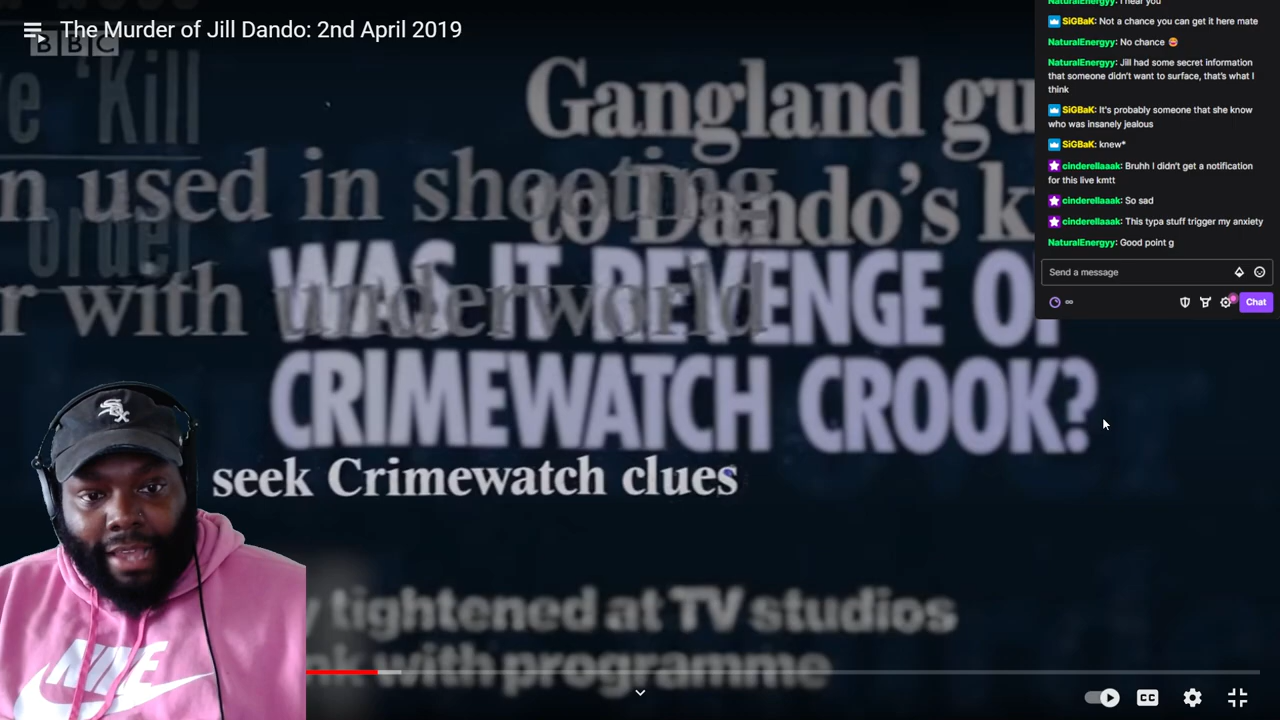 The Murder of Jill Dando: 2nd April 2019
BBC
e 'Kill
order
Gangland gu
n used in shooting
to Dando's k
r with underworld
WAS IT REVENGE OF
CRIMEWATCH CROOK?
seek Crimewatch clues
tightened at TV studios
with programme
NaturalEnergyy: I hear you
SiGBaK: Not a chance you can get it here mate
NaturalEnergyy: No chance
NaturalEnergyy: Jill had some secret information
that someone didn't want to surface, that's what I
think
SiGBaK: It's probably someone that she know
who was insanely jealous
SiGBaK: knew*
cinderellaaak: Bruhh I didn't get a notification
for this live kmtt
cinderellaaak: So sad
cinderellaaak: This typa stuff trigger my anxiety
NaturalEnergyy: Good point g
Send a message
Chat
CC
SOX
NIKE